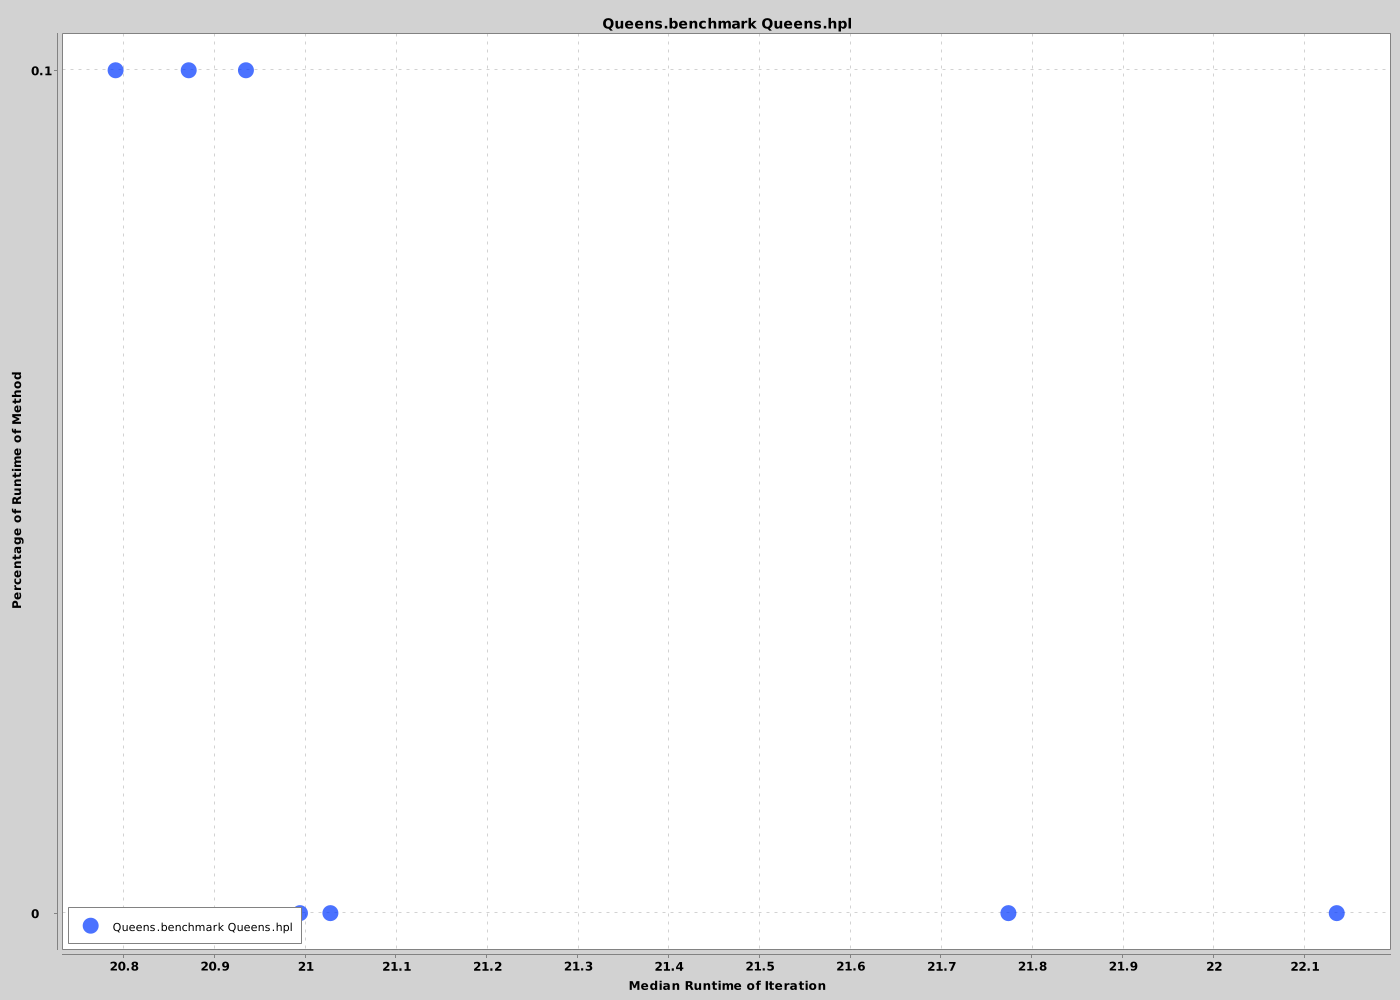 Queens.benchmark Queens.hpl
0.1
Percentage of Runtime of Method
0
Queens.benchmark Queens.hpl
20.8 20.9 21 21.1 21.2 21.3 21.4 21.5 21.6 21.7 21.8 21.9 22 22.1
Median Runtime of Iteration